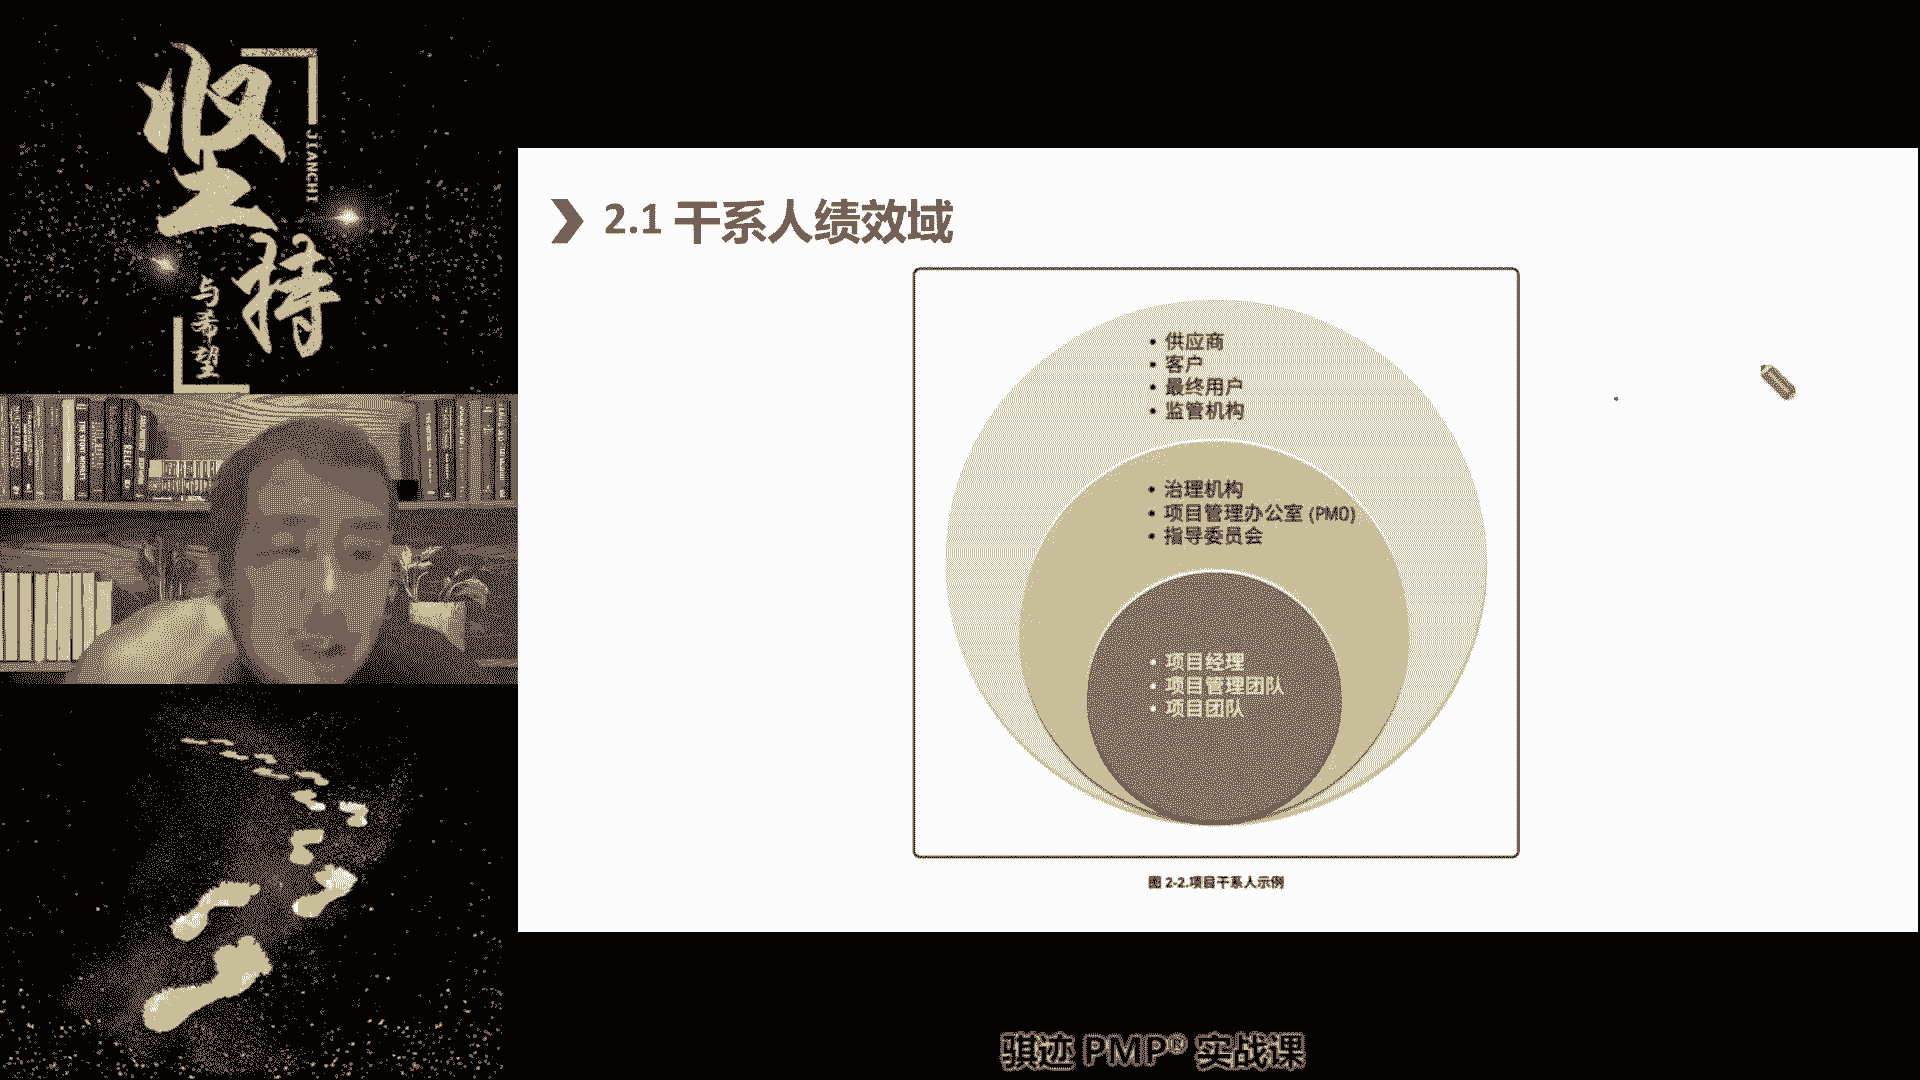 坚
持
JIANCHI
与希望
2.1 干系人绩效域
• 供应商
• 客户
• 最终用户
• 监管机构
• 治理机构
• 项目管理办公室 (PMO)
• 指导委员会
• 项目经理
• 项目管理团队
• 项目团队
图 2-2.项目干系人示例
骐迹 PMP® 实战课